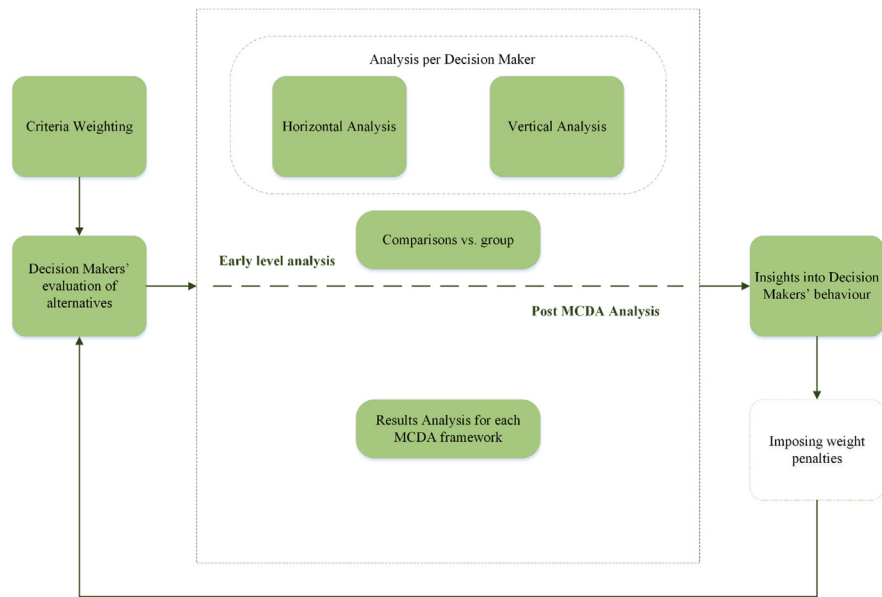 Analysis per Decision Maker
Criteria Weighting
Horizontal Analysis
Vertical Analysis
Comparisons vs. group
Decision Makers’
evaluation of
alternatives
Early level analysis
Post MCDA Analysis
Insights into Decision
Makers’ behaviour
Results Analysis for each
MCDA framework
Imposing weight
penalties